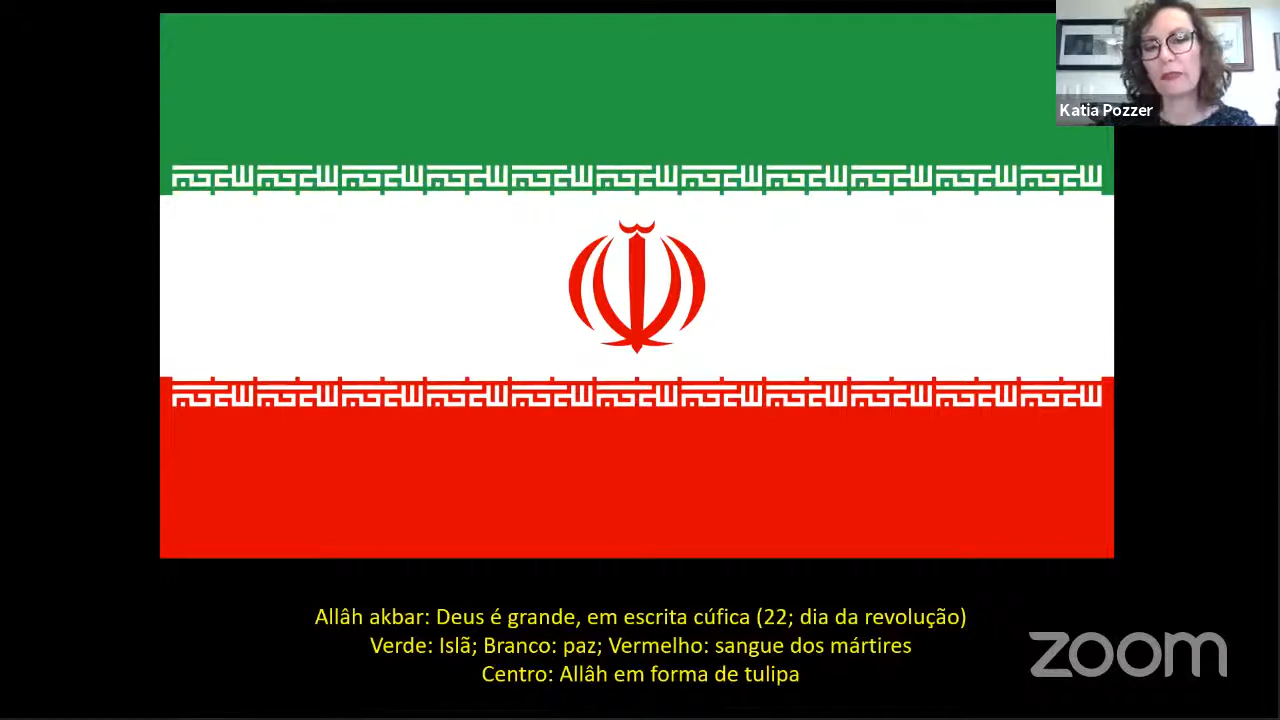 Katia Pozzer
Allâh akbar: Deus é grande, em escrita cúfica (22; dia da revolução)
Verde: Islã; Branco: paz; Vermelho: sangue dos mártires
Centro: Allâh em forma de tulipa
zoom